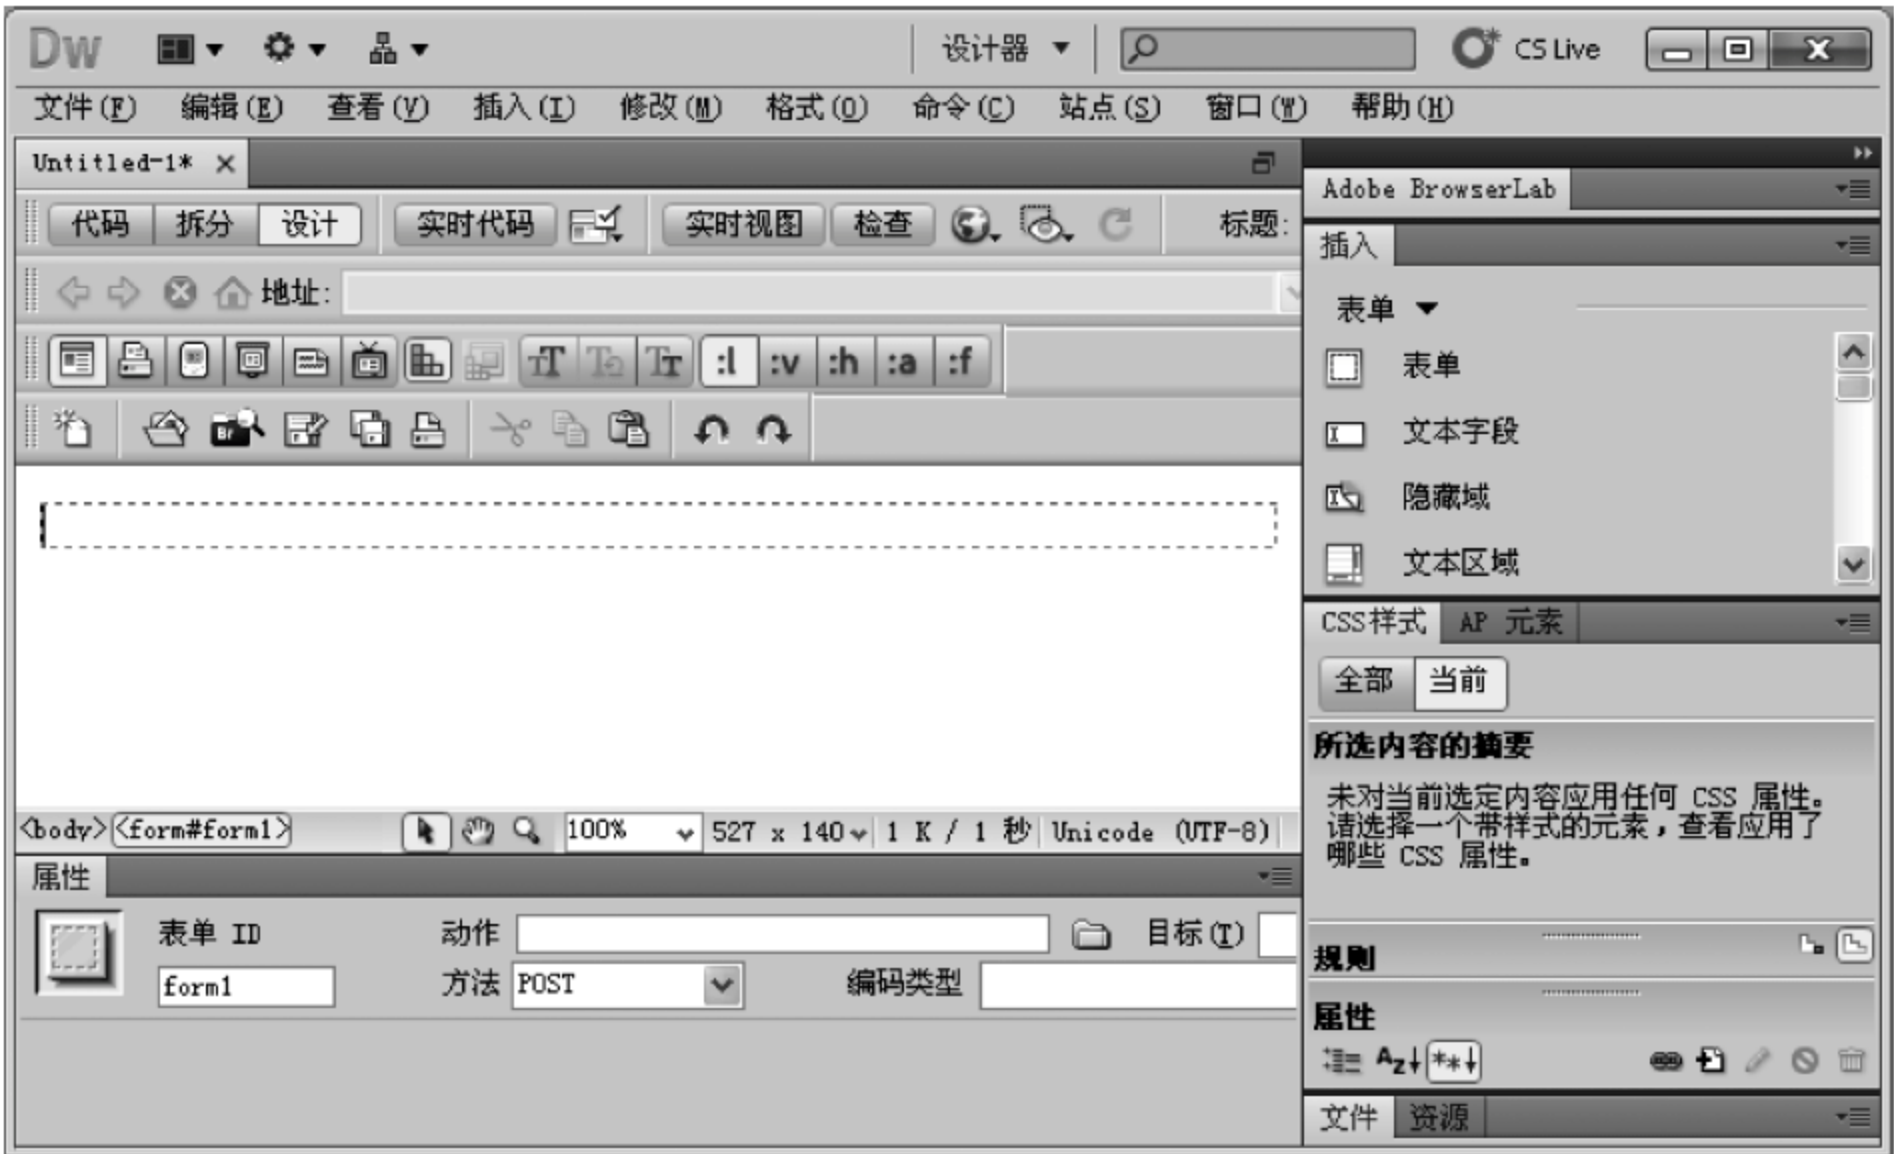 Dw 设计器 CS Live
文件(F) 编辑(E) 查看(V) 插入(I) 修改(M) 格式(O) 命令(C) 站点(S) 窗口(W) 帮助(H)
Untitled-1*
代码 拆分 设计 实时代码 实时视图 检查 标题:
地址:
:l :v :h :a :f
Br
<body> <form#form1> 100% 527 x 140 1 K / 1 秒 Unicode (UTF-8)
属性
表单 ID 动作 目标(T)
form1 方法 POST 编码类型
Adobe BrowserLab
插入
表单
表单
文本字段
隐藏域
文本区域
CSS样式 AP 元素
全部 当前
所选内容的摘要
未对当前选定内容应用任何 CSS 属性。
请选择一个带样式的元素，查看应用了
哪些 CSS 属性。
规则
属性
文件 资源